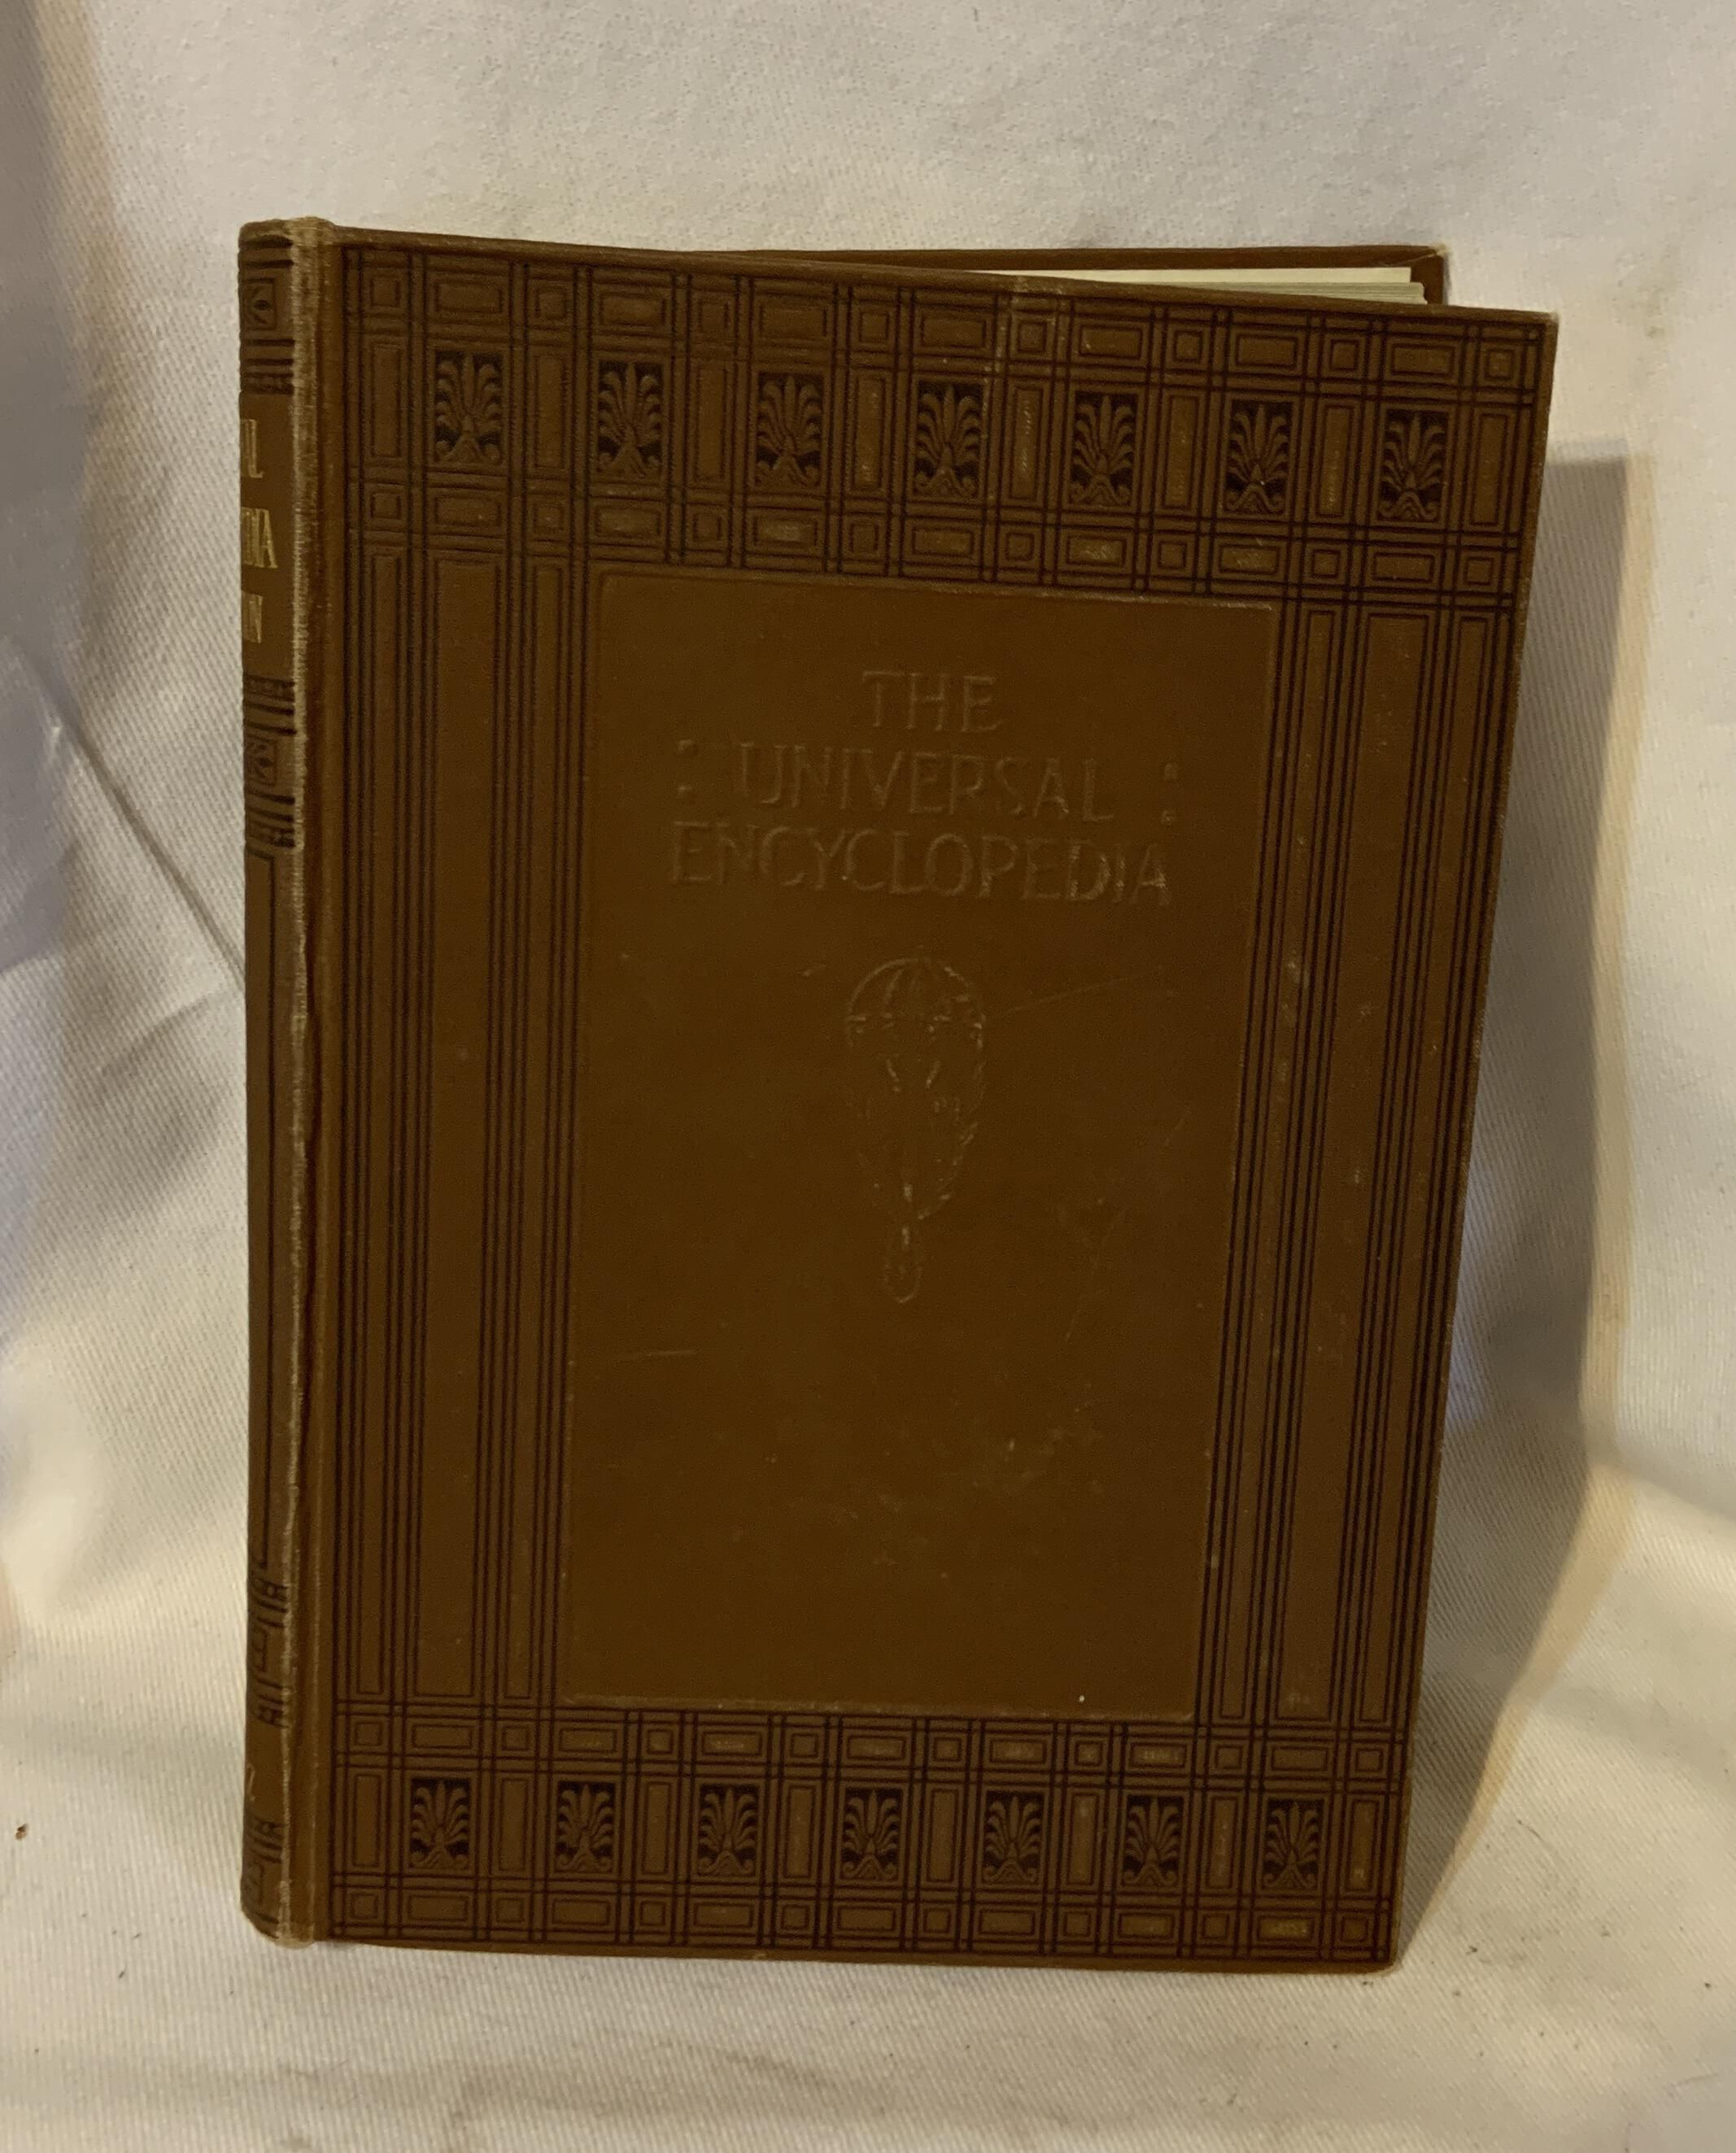 THE
: UNIVERSAL :
ENCYCLOPEDIA